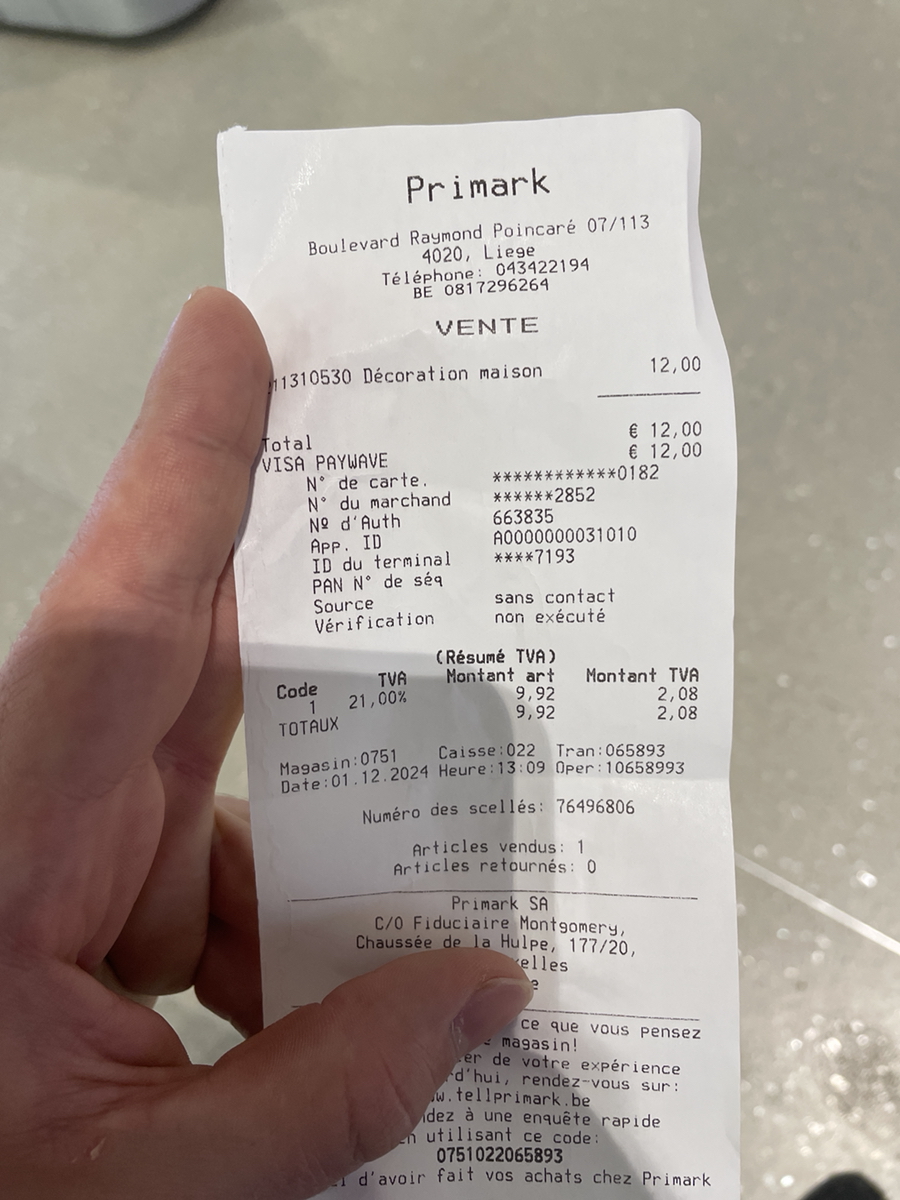 Primark
Boulevard Raymond Poincaré 07/113
4020, Liege
Téléphone: 043422194
BE 0817296264
VENTE
11310530 Décoration maison 12,00
Total € 12,00
VISA PAYWAVE € 12,00
N° de carte. ************0182
N° du marchand ******2852
Nº d'Auth 663835
App. ID A0000000031010
ID du terminal ****7193
PAN N° de séq
Source sans contact
Vérification non exécuté
(Résumé TVA)
Code TVA Montant art Montant TVA
1 21,00% 9,92 2,08
TOTAUX 9,92 2,08
Magasin:0751 Caisse:022 Tran:065893
Date:01.12.2024 Heure:13:09 Oper:10658993
Numéro des scellés: 76496806
Articles vendus: 1
Articles retournés: 0
Primark SA
C/O Fiduciaire Montgomery,
Chaussée de la Hulpe, 177/20,
elles
e
ce que vous pensez
magasin!
er de votre expérience
rd'hui, rendez-vous sur:
w.tellprimark.be
dez à une enquête rapide
en utilisant ce code:
0751022065893
d'avoir fait vos achats chez Primark